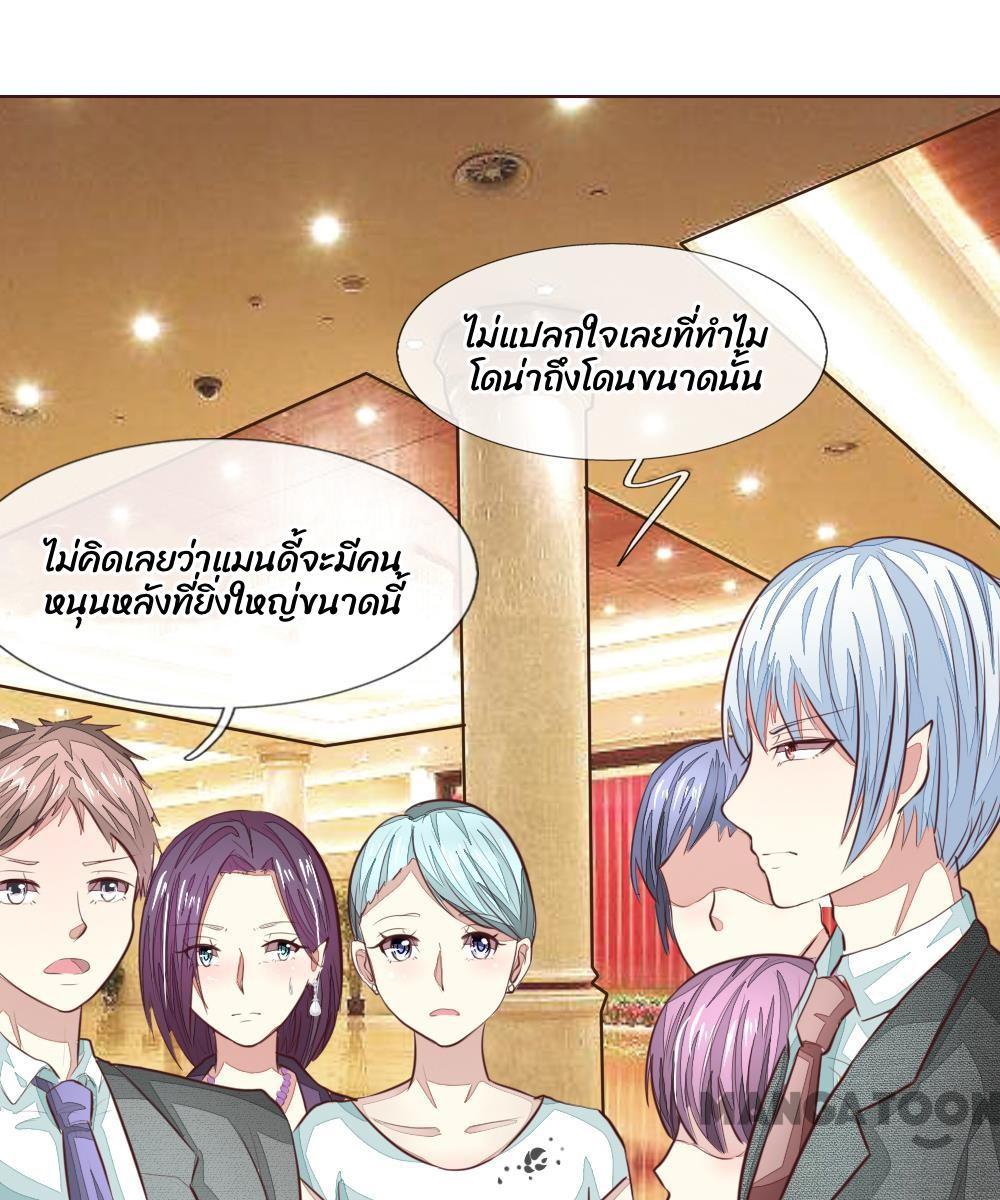 ไม่แปลกใจเลยที่ทำไม
โดน่าถึงโดนขนาดนั้น
ไม่คิดเลยว่าแมนดี้จะมีคน
หนุนหลังที่ยิ่งใหญ่ขนาดนี้
MANGATOON